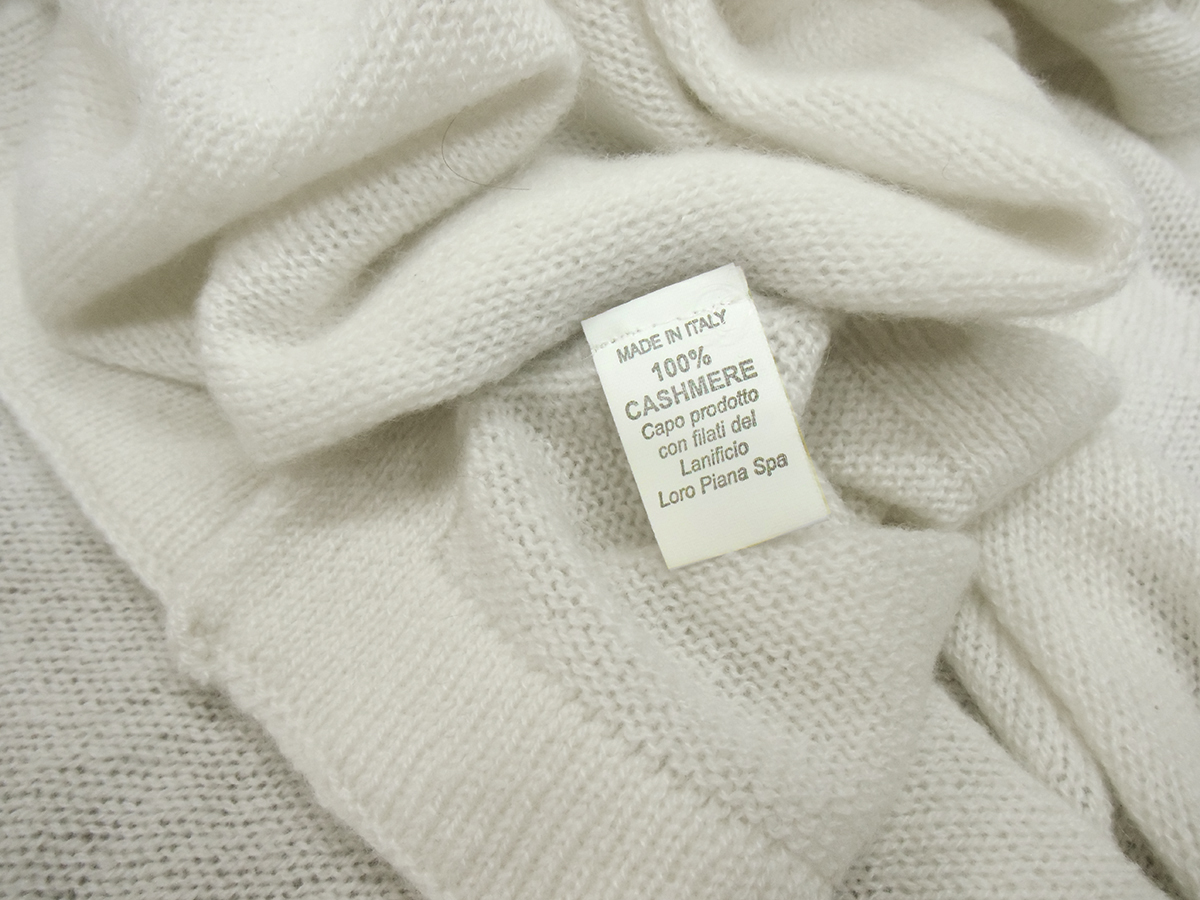 MADE IN ITALY
100%
CASHMERE
Capo prodotto
con filati del
Lanificio
Loro Piana Spa